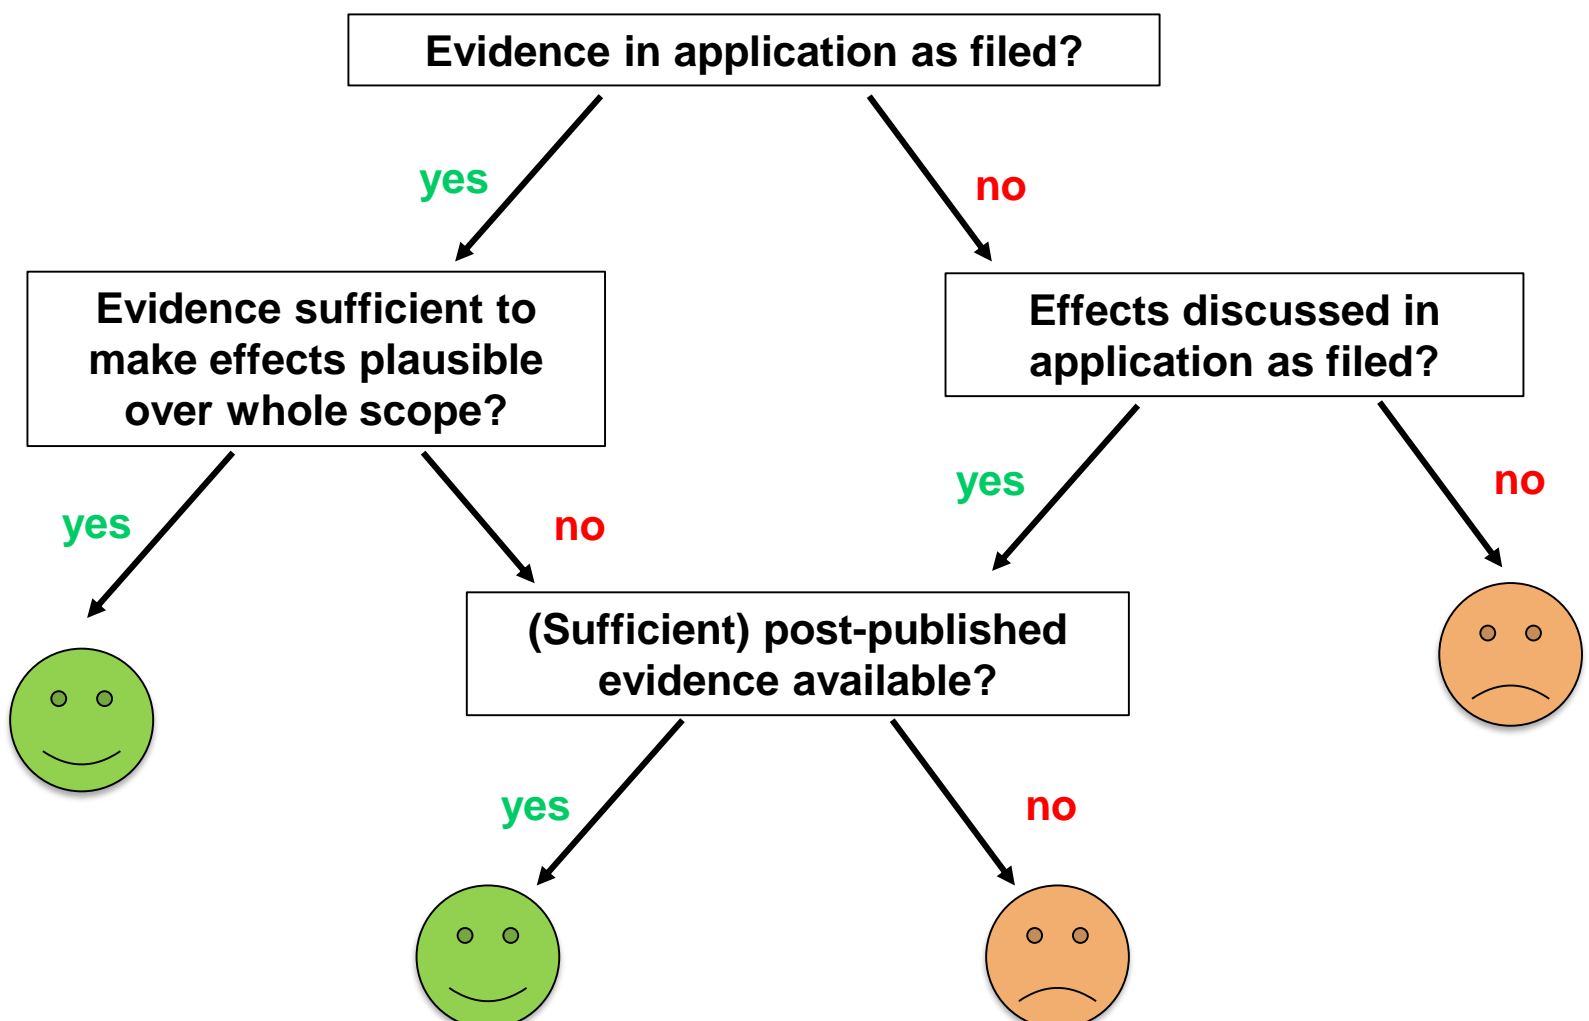 Evidence in application as filed?
yes
no
Evidence sufficient to
make effects plausible
over whole scope?
Effects discussed in
application as filed?
yes
no
yes
no
(Sufficient) post-published
evidence available?
yes
no